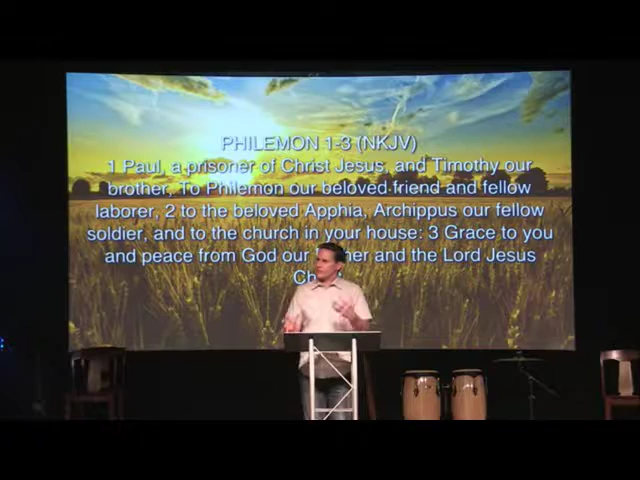 PHILEMON 1-3 (NKJV)
1 Paul, a prisoner of Christ Jesus, and Timothy our
brother, To Philemon our beloved friend and fellow
laborer, 2 to the beloved Apphia, Archippus our fellow
soldier, and to the church in your house: 3 Grace to you
and peace from God our and the Lord Jesus